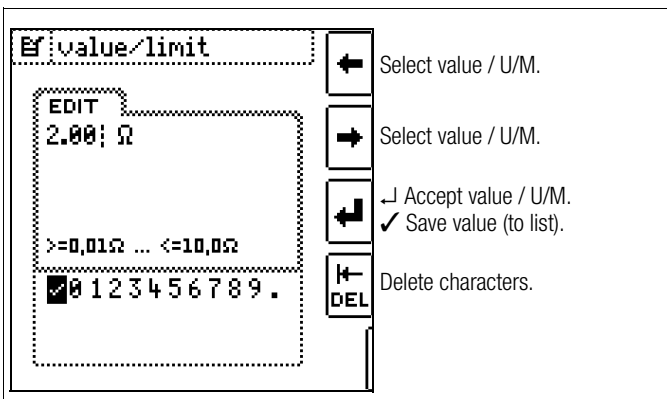 value/limit
EDIT
2.00 Ω
>=0,01Ω ... <=10,0Ω
✓0123456789.
DEL
Select value / U/M.
Select value / U/M.
↵ Accept value / U/M.
✓ Save value (to list).
Delete characters.